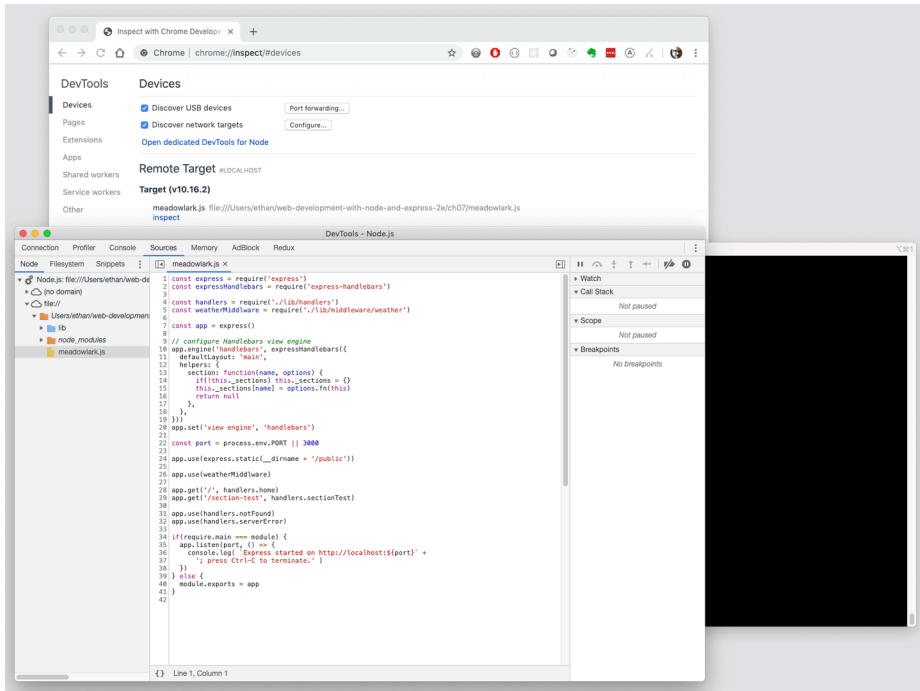 Inspect with Chrome Develope ×
+
Chrome | chrome://inspect/#devices
DevTools
Devices
Pages
Extensions
Apps
Shared workers
Service workers
Other
Devices
Discover USB devices
Port forwarding...
Discover network targets
Configure...
Open dedicated DevTools for Node
Remote Target #LOCALHOST
Target (v10.16.2)
meadowlark.js file:///Users/ethan/web-development-with-node-and-express-2e/ch07/meadowlark.js
inspect
DevTools - Node.js
Connection Profiler Console Sources Memory AdBlock Redux
Node Filesystem Snippets
meadowlark.js ×
Node.js: file:///Users/ethan/web-de
(no domain)
file://
Users/ethan/web-developmen
lib
node_modules
meadowlark.js
1 const express = require('express')
2 const expressHandlebars = require('express-handlebars')
3
4 const handlers = require('./lib/handlers')
5 const weatherMiddlware = require('./lib/middleware/weather')
6
7 const app = express()
8
9 // configure Handlebars view engine
10 app.engine('handlebars', expressHandlebars({
11   defaultLayout: 'main',
12   helpers: {
13     section: function(name, options) {
14       if(!this._sections) this._sections = {}
15       this._sections[name] = options.fn(this)
16       return null
17     },
18   },
19 }))
20 app.set('view engine', 'handlebars')
21
22 const port = process.env.PORT || 3000
23
24 app.use(express.static(__dirname + '/public'))
25
26 app.use(weatherMiddlware)
27
28 app.get('/', handlers.home)
29 app.get('/section-test', handlers.sectionTest)
30
31 app.use(handlers.notFound)
32 app.use(handlers.serverError)
33
34 if(require.main === module) {
35   app.listen(port, () => {
36     console.log( `Express started on http://localhost:${port}` +
37       '; press Ctrl-C to terminate.' )
38   })
39 } else {
40   module.exports = app
41 }
42
{ } Line 1, Column 1
Watch
Call Stack
Not paused
Scope
Not paused
Breakpoints
No breakpoints
⌥⌘1